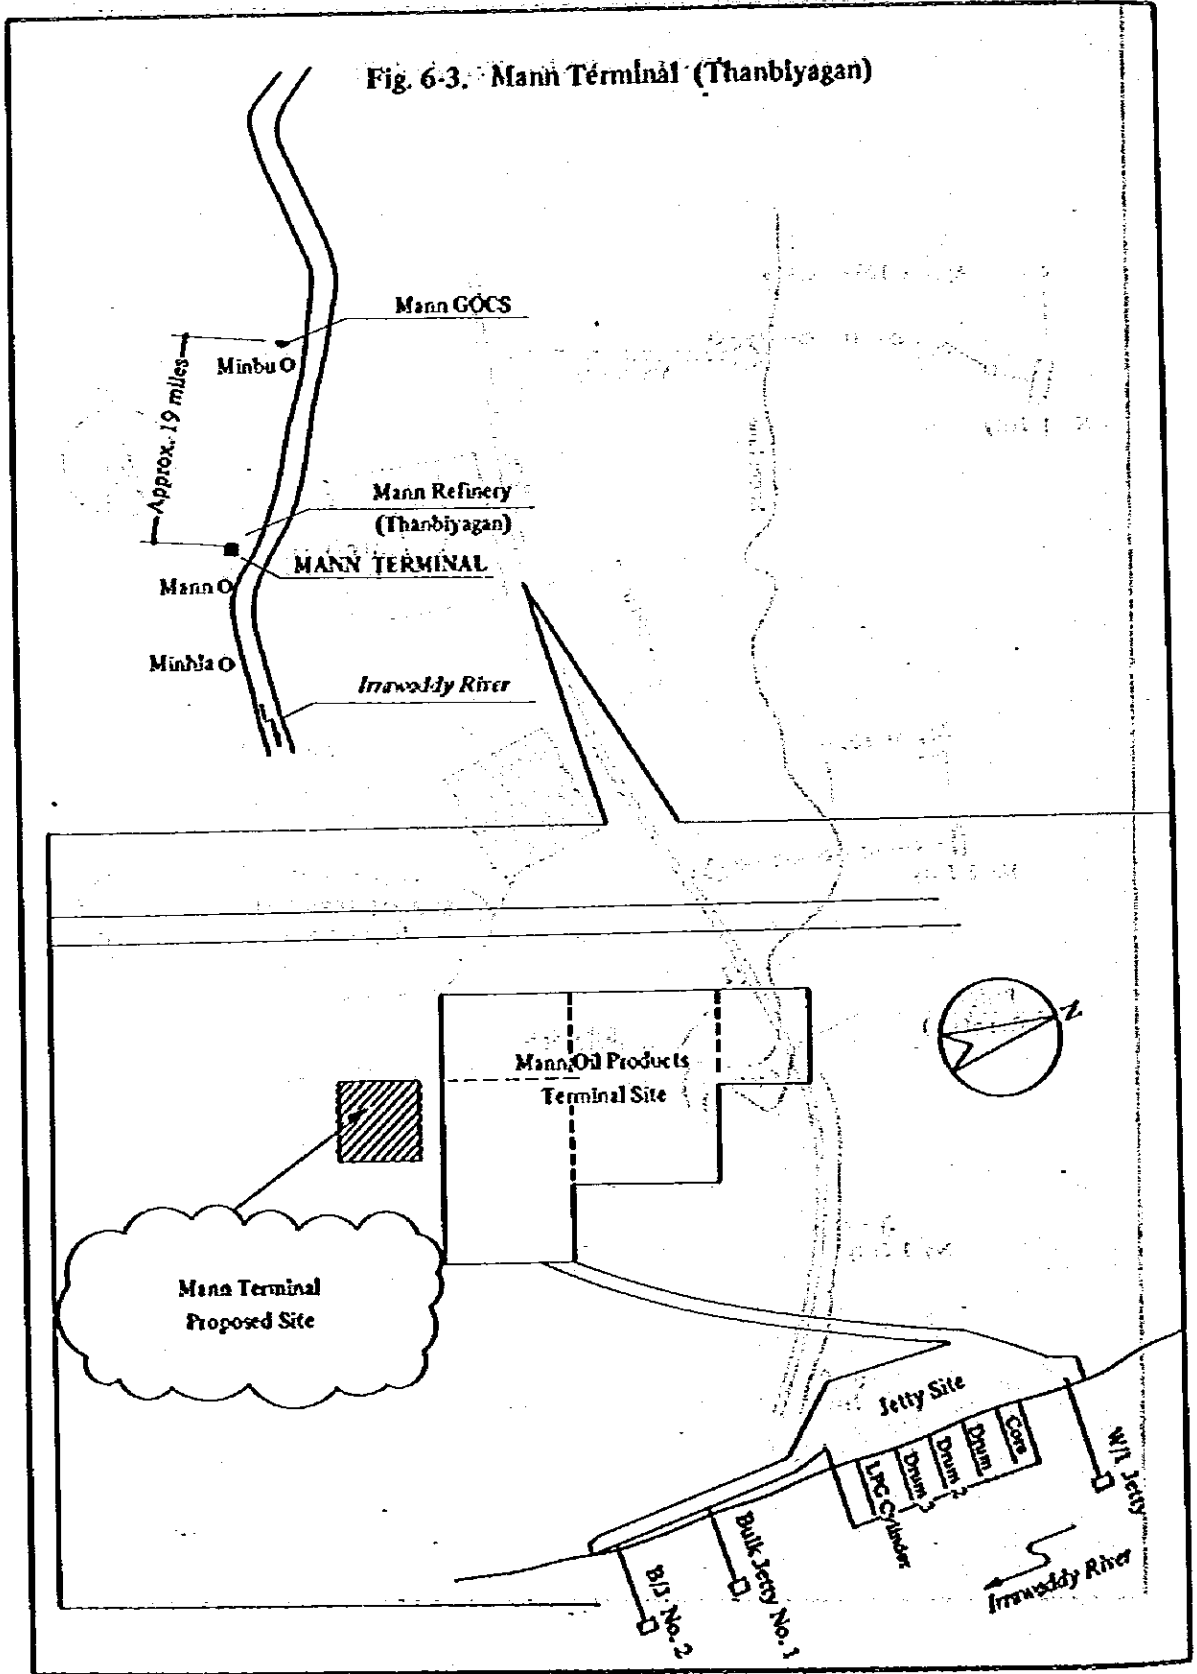 Fig. 6-3. Mann Terminal (Thanbiyagan)
Mann GOCS
Minbu
Approx. 19 miles
Mann Refinery
(Thanbiyagan)
MANN TERMINAL
Mann
Minhla
Irrawoddy River
N
Mann Oil Products
Terminal Site
Mann Terminal
Proposed Site
Jetty Site
Core
Drum
Drum 2
Drum 3
LPG Cylinder
W/I Jetty
Bulk Jetty No. 1
B/J. No. 2
Irrawoddy River